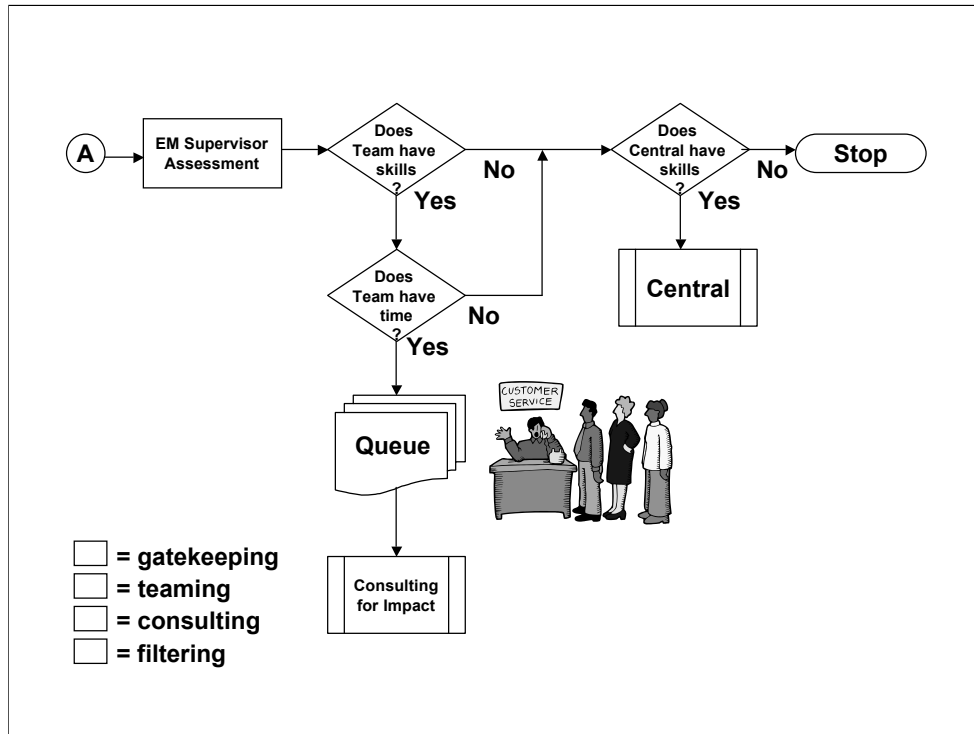 A
EM Supervisor
Assessment
Does
Team have
skills
?
No
Yes
Does
Central have
skills
?
No
Yes
Stop
Does
Team have
time
?
No
Yes
Central
CUSTOMER
SERVICE
Queue
Consulting
for Impact
= gatekeeping
= teaming
= consulting
= filtering